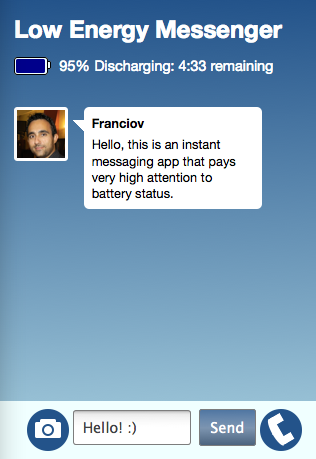 Low Energy Messenger
95% Discharging: 4:33 remaining
Franciov
Hello, this is an instant
messaging app that pays
very high attention to
battery status.
Hello! :)
Send